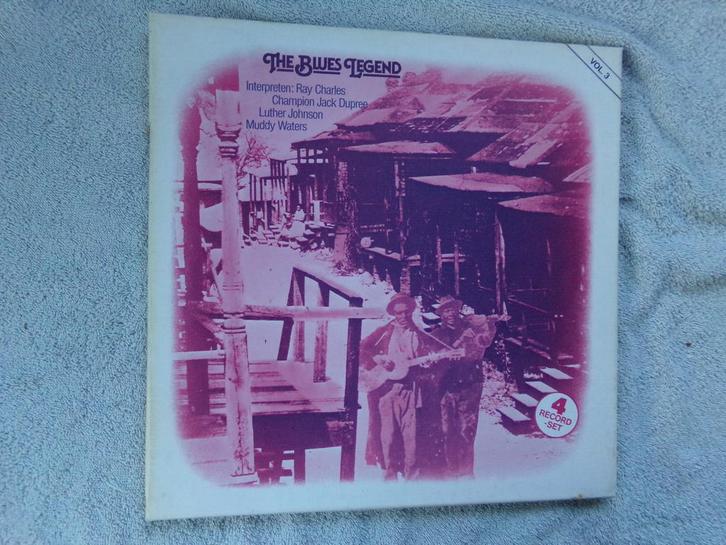 THE BLUES LEGEND
VOL. 3
Interpreten: Ray Charles
Champion Jack Dupree
Luther Johnson
Muddy Waters
4
RECORD
-SET